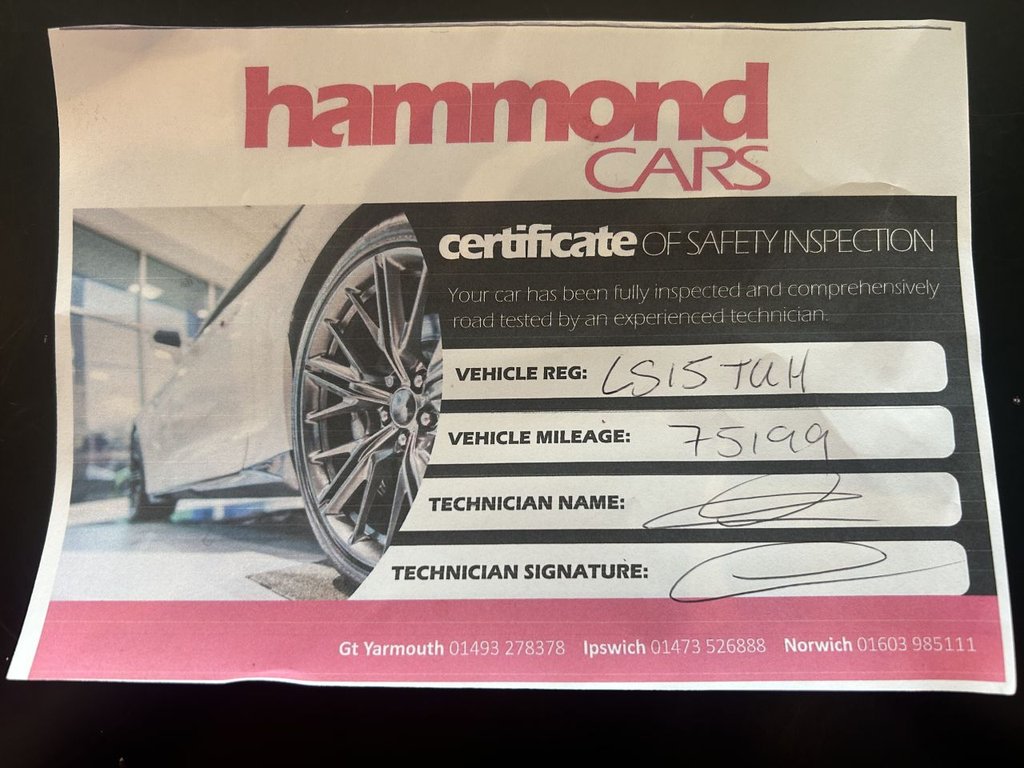 hammond
CARS
certificate OF SAFETY INSPECTION
Your car has been fully inspected and comprehensively
road tested by an experienced technician.
VEHICLE REG: LS15 TUH
VEHICLE MILEAGE: 75199
TECHNICIAN NAME:
TECHNICIAN SIGNATURE:
Gt Yarmouth 01493 278378 Ipswich 01473 526888 Norwich 01603 985111